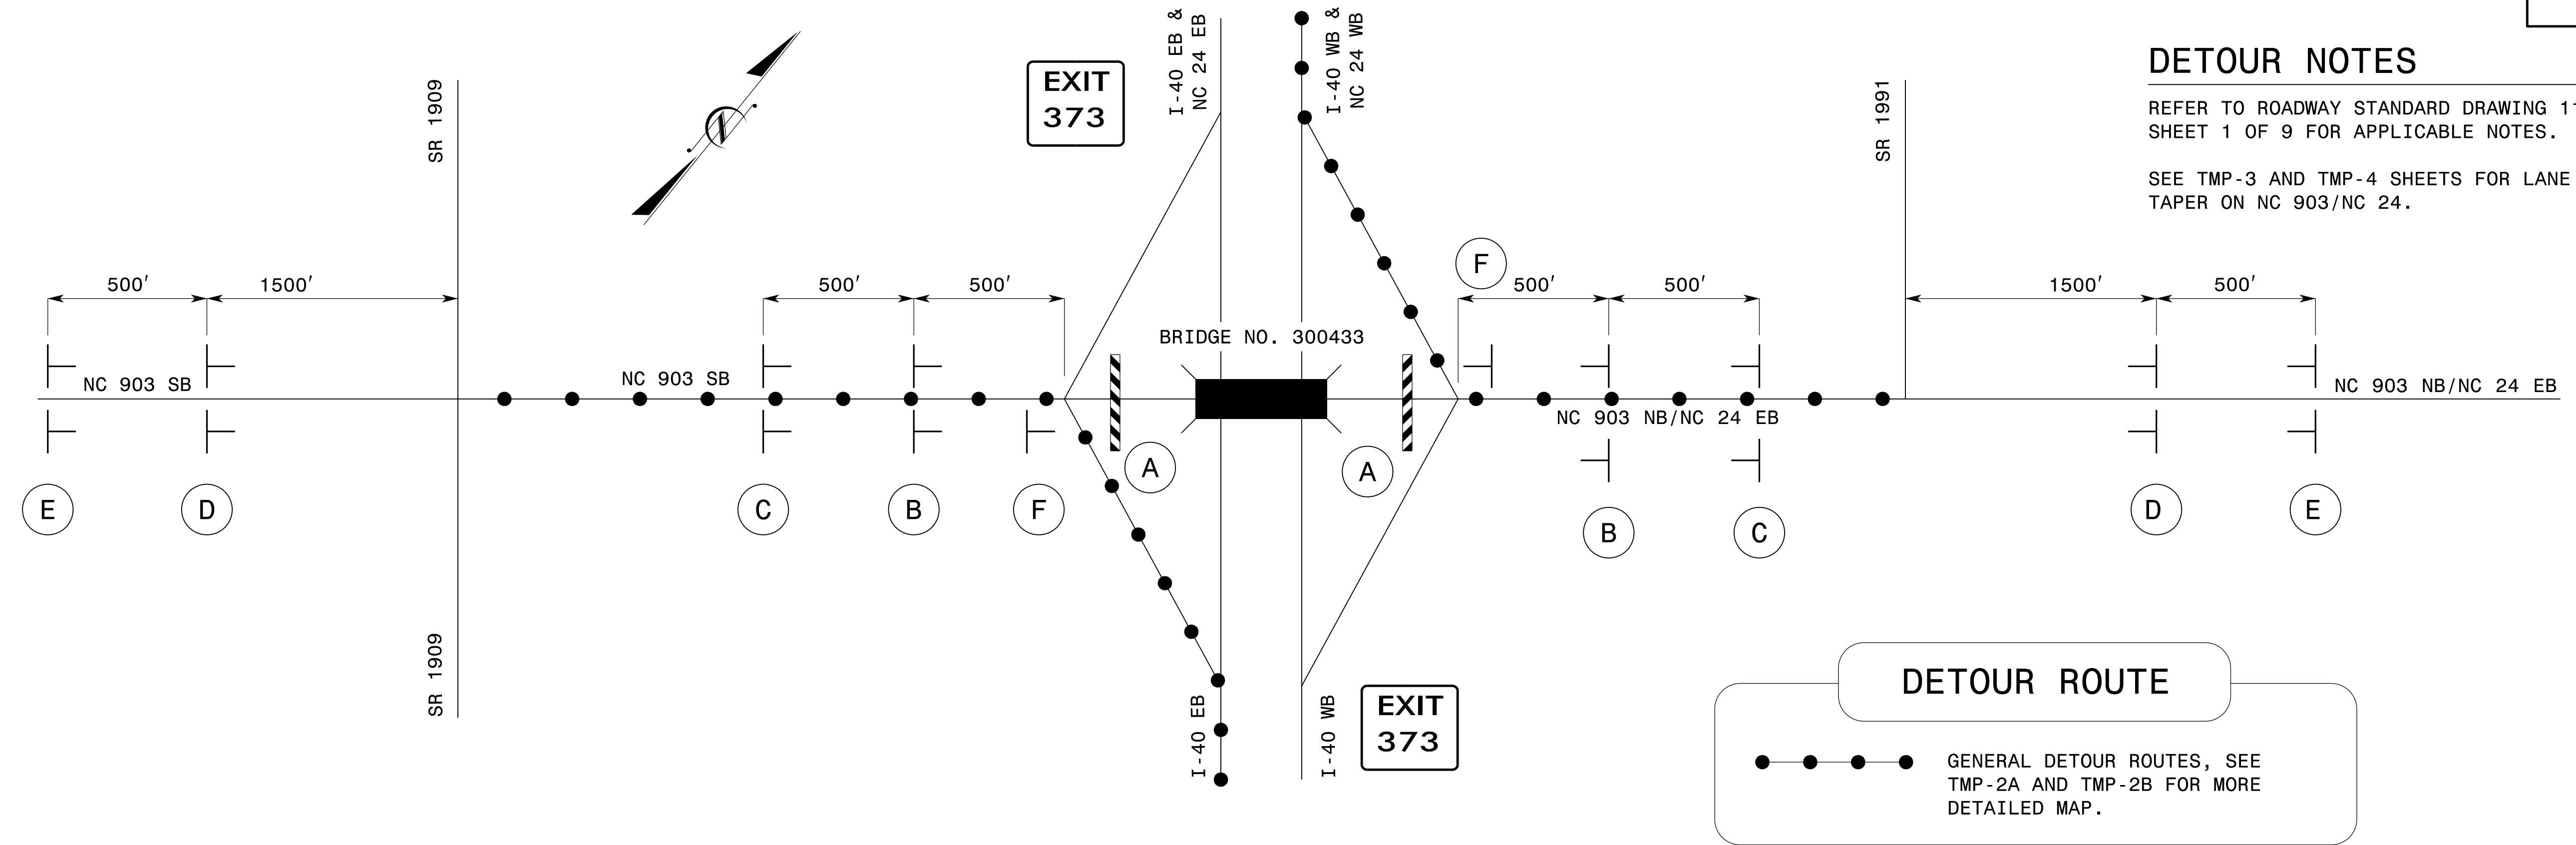 I-40 EB &
NC 24 EB
I-40 WB &
NC 24 WB
EXIT
373
SR 1909
SR 1991
DETOUR NOTES
REFER TO ROADWAY STANDARD DRAWING
SHEET 1 OF 9 FOR APPLICABLE NOTES.
SEE TMP-3 AND TMP-4 SHEETS FOR LANE
TAPER ON NC 903/NC 24.
N
F
500'
1500'
500'
500'
500'
500'
1500'
500'
BRIDGE NO. 300433
NC 903 SB
NC 903 SB
NC 903 NB/NC 24 EB
NC 903 NB/NC 24 EB
A
A
E
D
C
B
F
B
C
D
E
SR 1909
I-40 EB
I-40 WB
EXIT
373
DETOUR ROUTE
GENERAL DETOUR ROUTES, SEE
TMP-2A AND TMP-2B FOR MORE
DETAILED MAP.